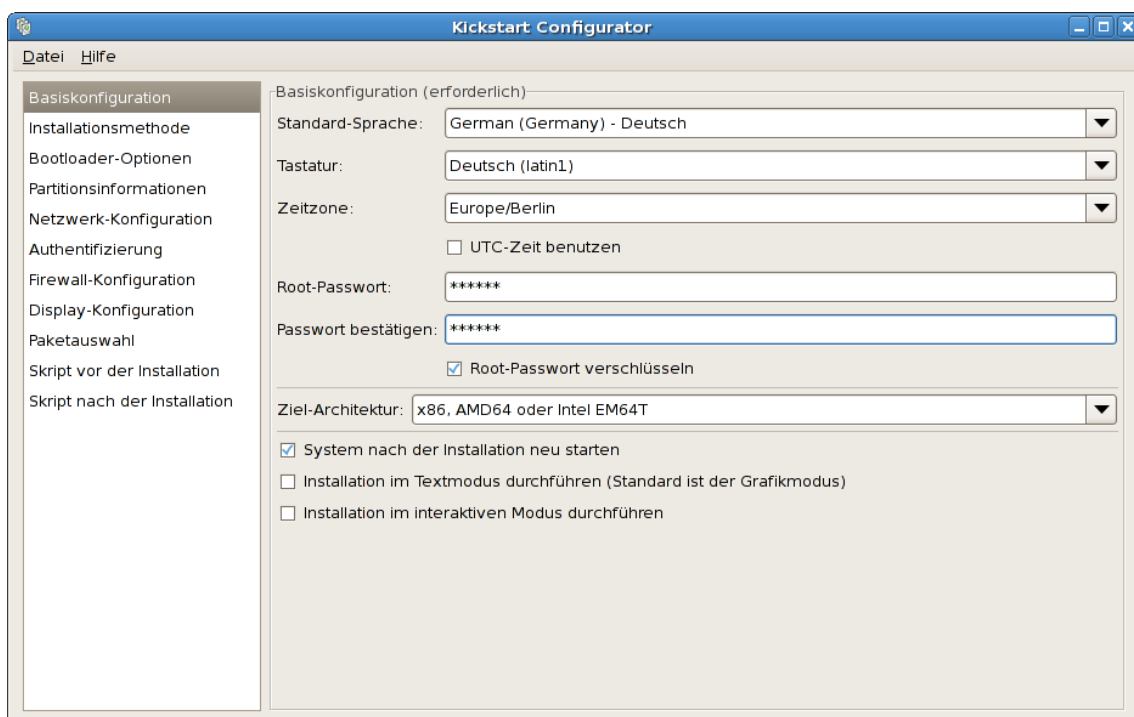 Kickstart Configurator
Datei Hilfe
Basiskonfiguration
Installationsmethode
Bootloader-Optionen
Partitionsinformationen
Netzwerk-Konfiguration
Authentifizierung
Firewall-Konfiguration
Display-Konfiguration
Paketauswahl
Skript vor der Installation
Skript nach der Installation
Basiskonfiguration (erforderlich)
Standard-Sprache: German (Germany) - Deutsch
Tastatur: Deutsch (latin1)
Zeitzone: Europe/Berlin
UTC-Zeit benutzen
Root-Passwort: ******
Passwort bestätigen: ******
Root-Passwort verschlüsseln
Ziel-Architektur: x86, AMD64 oder Intel EM64T
System nach der Installation neu starten
Installation im Textmodus durchführen (Standard ist der Grafikmodus)
Installation im interaktiven Modus durchführen